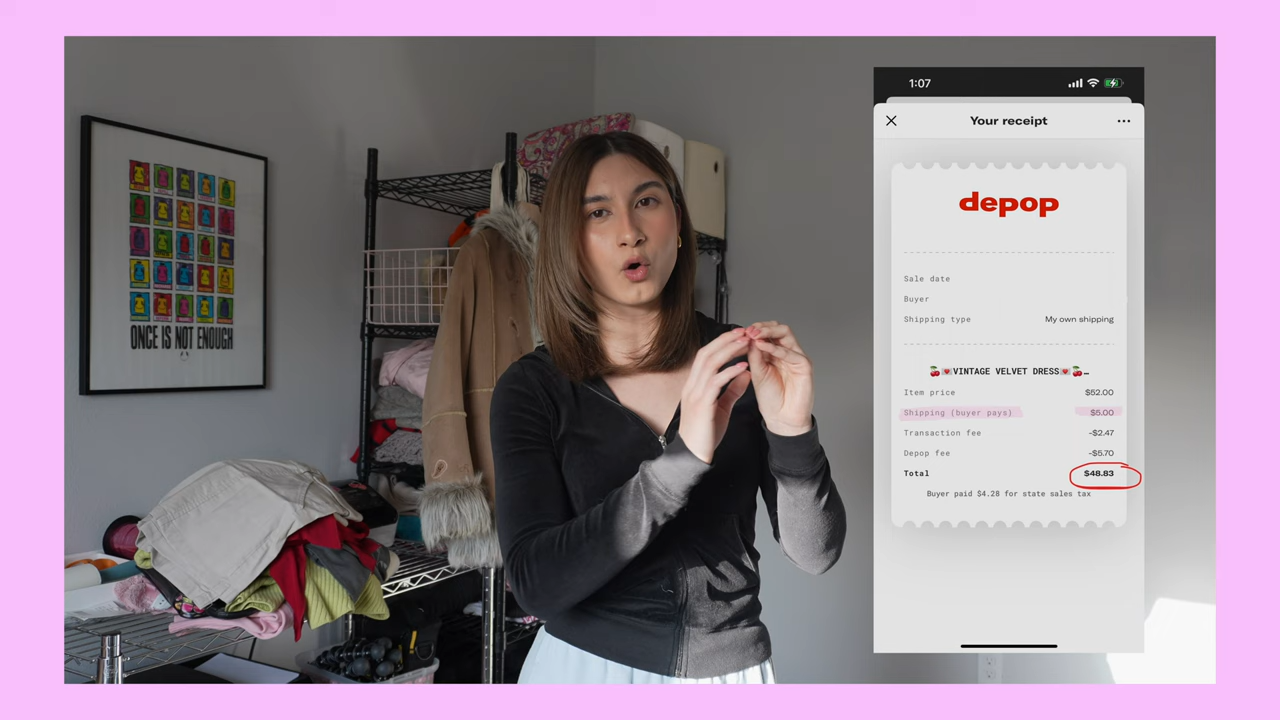 ONCE IS NOT ENOUGH
1:07
Your receipt
depop
Sale date
Buyer
Shipping type My own shipping
🍒💌VINTAGE VELVET DRESS💌🍒…
Item price $52.00
Shipping (buyer pays) $5.00
Transaction fee -$2.47
Depop fee -$5.70
Total $48.83
Buyer paid $4.28 for state sales tax